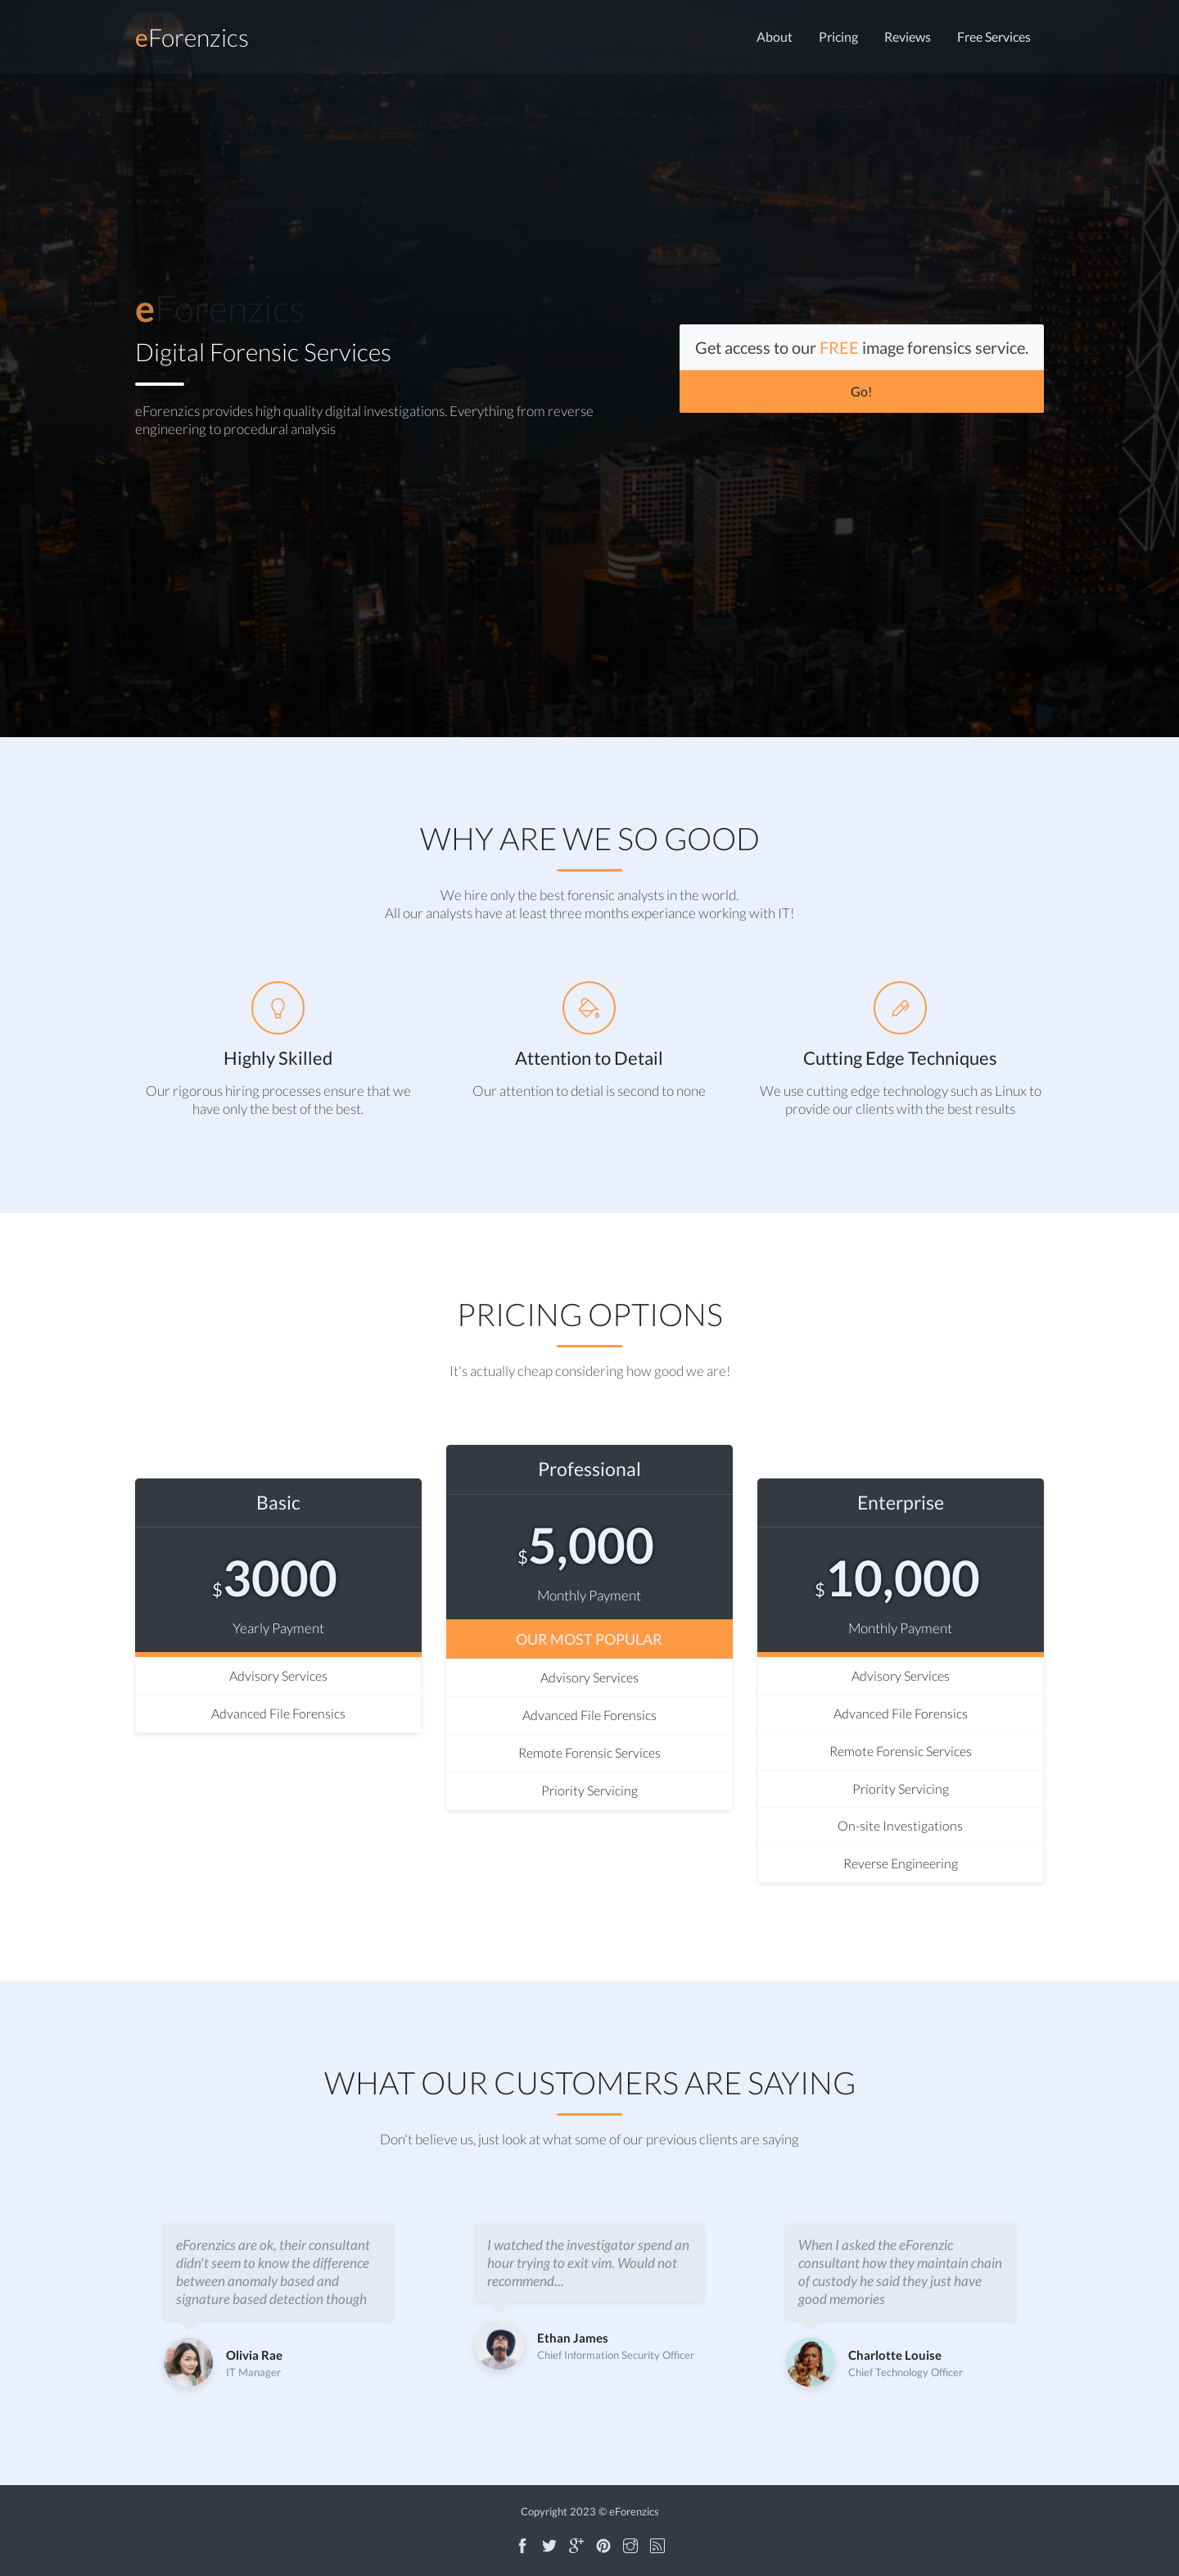 eForenzics
About Pricing Reviews Free Services
eForenzics
Digital Forensic Services
eForenzics provides high quality digital investigations. Everything from reverse
engineering to procedural analysis
Get access to our FREE image forensics service.
Go!
WHY ARE WE SO GOOD
We hire only the best forensic analysts in the world.
All our analysts have at least three months experiance working with IT!
Highly Skilled
Our rigorous hiring processes ensure that we
have only the best of the best.
Attention to Detail
Our attention to detial is second to none
Cutting Edge Techniques
We use cutting edge technology such as Linux to
provide our clients with the best results
PRICING OPTIONS
It's actually cheap considering how good we are!
Basic
$3000
Yearly Payment
Advisory Services
Advanced File Forensics
Professional
$5,000
Monthly Payment
OUR MOST POPULAR
Advisory Services
Advanced File Forensics
Remote Forensic Services
Priority Servicing
Enterprise
$10,000
Monthly Payment
Advisory Services
Advanced File Forensics
Remote Forensic Services
Priority Servicing
On-site Investigations
Reverse Engineering
WHAT OUR CUSTOMERS ARE SAYING
Don't believe us, just look at what some of our previous clients are saying
eForenzics are ok, their consultant
didn't seem to know the difference
between anomaly based and
signature based detection though
Olivia Rae
IT Manager
I watched the investigator spend an
hour trying to exit vim. Would not
recommend...
Ethan James
Chief Information Security Officer
When I asked the eForenzic
consultant how they maintain chain
of custody he said they just have
good memories
Charlotte Louise
Chief Technology Officer
Copyright 2023 © eForenzics